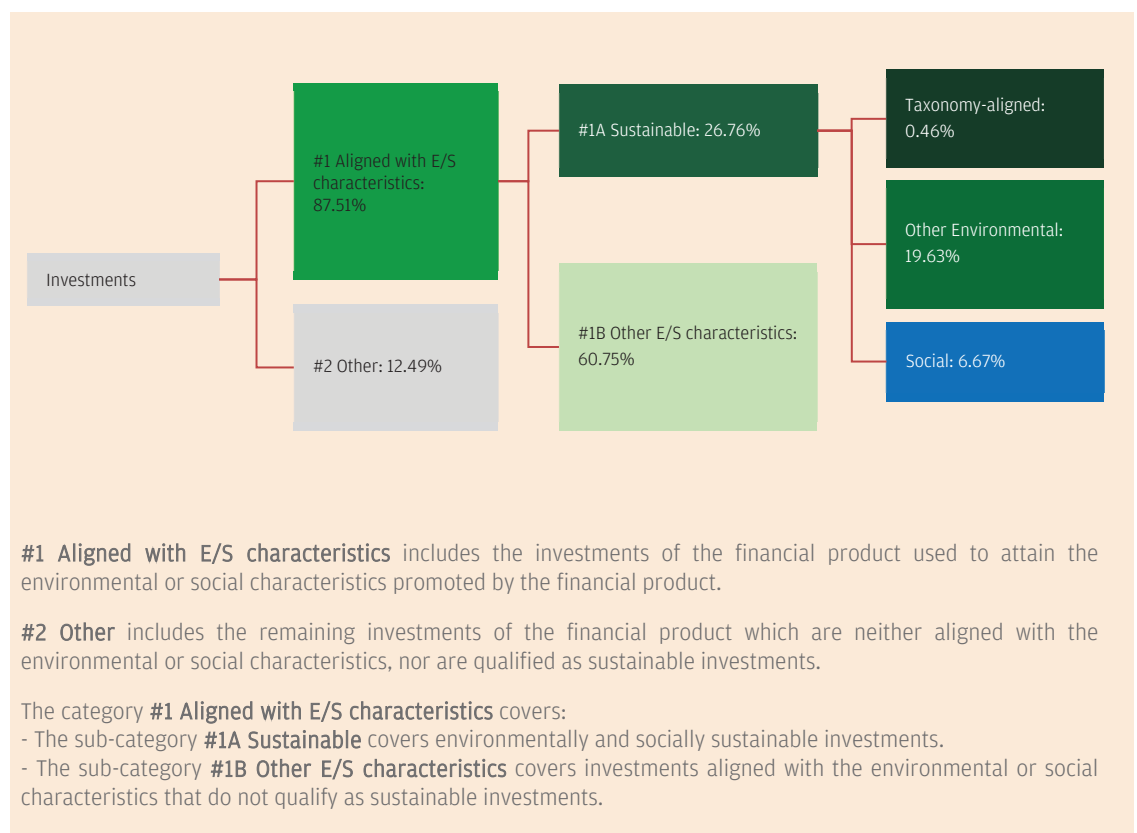 Investments
#1 Aligned with E/S
characteristics:
87.51%
#2 Other: 12.49%
#1A Sustainable: 26.76%
#1B Other E/S characteristics:
60.75%
Taxonomy-aligned:
0.46%
Other Environmental:
19.63%
Social: 6.67%
#1 Aligned with E/S characteristics includes the investments of the financial product used to attain the
environmental or social characteristics promoted by the financial product.
#2 Other includes the remaining investments of the financial product which are neither aligned with the
environmental or social characteristics, nor are qualified as sustainable investments.
The category #1 Aligned with E/S characteristics covers:
- The sub-category #1A Sustainable covers environmentally and socially sustainable investments.
- The sub-category #1B Other E/S characteristics covers investments aligned with the environmental or social
characteristics that do not qualify as sustainable investments.